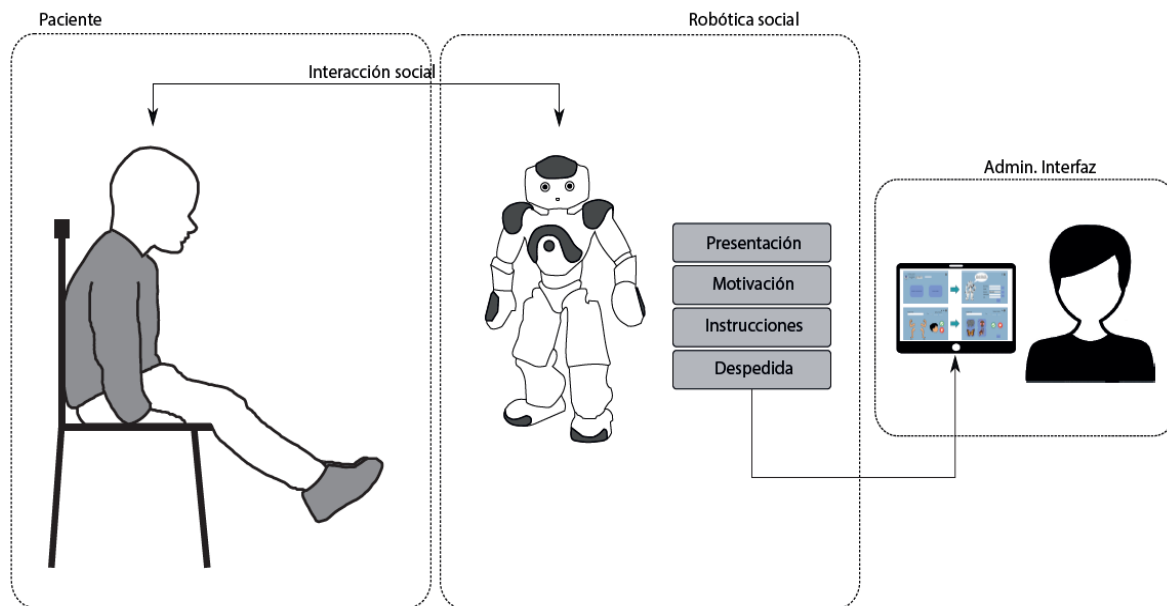 Paciente
Robótica social
Interacción social
Admin. Interfaz
Presentación
Motivación
Instrucciones
Despedida